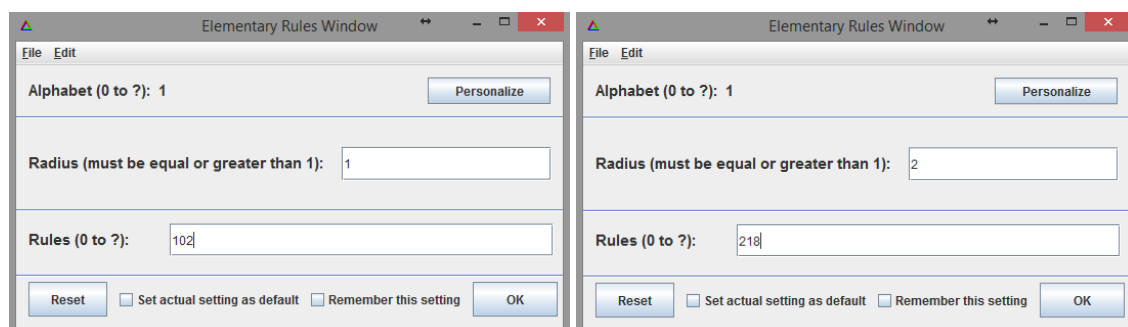 Elementary Rules Window
File Edit
Alphabet (0 to ?): 1
Personalize
Radius (must be equal or greater than 1): 1
Rules (0 to ?): 102
Reset Set actual setting as default Remember this setting OK
Elementary Rules Window
File Edit
Alphabet (0 to ?): 1
Personalize
Radius (must be equal or greater than 1): 2
Rules (0 to ?): 218
Reset Set actual setting as default Remember this setting OK